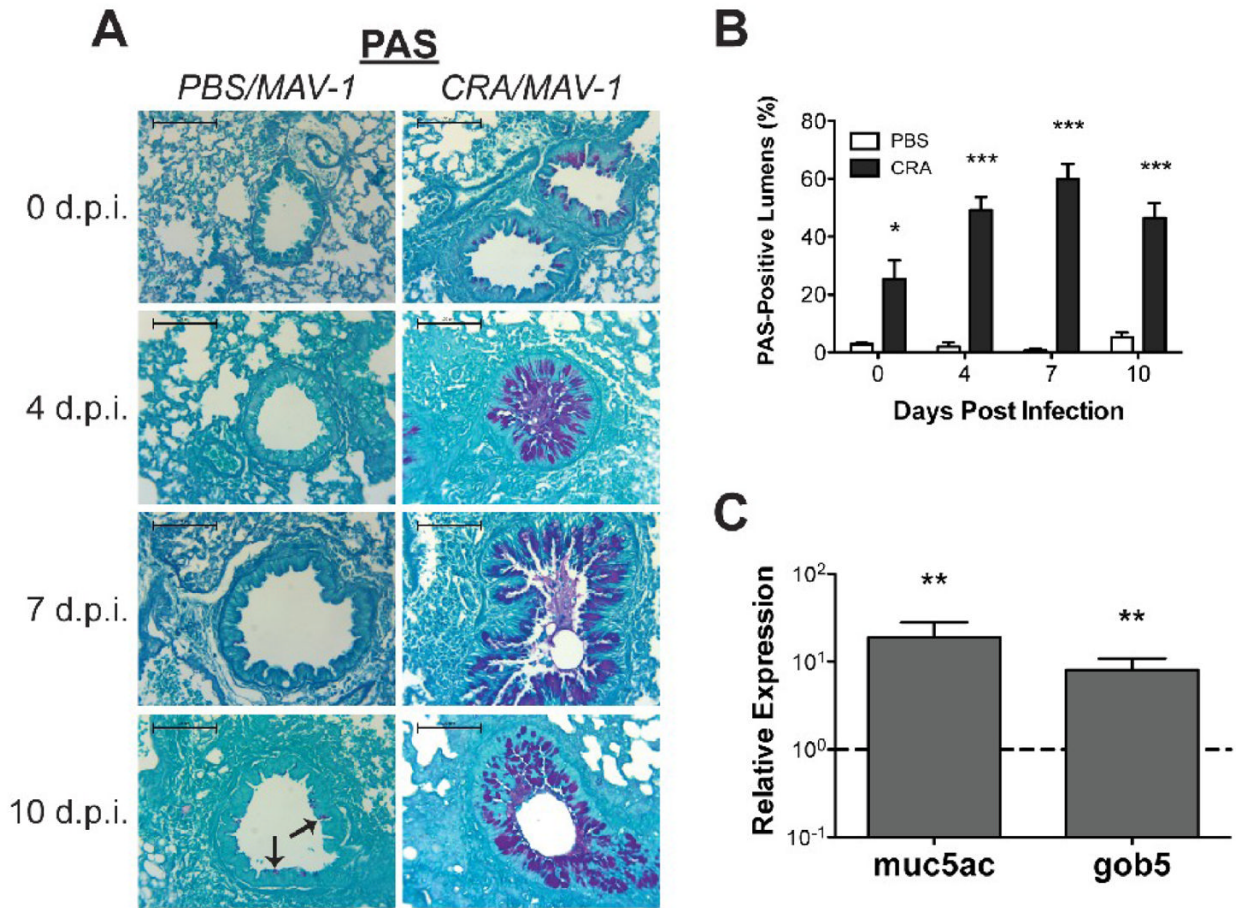 A
PAS
PBS/MAV-1
CRA/MAV-1
0 d.p.i.
4 d.p.i.
7 d.p.i.
10 d.p.i.
B
PAS-Positive Lumens (%)
80
60
40
20
0
PBS
CRA
*
***
***
***
0 4 7 10
Days Post Infection
C
Relative Expression
10²
10¹
10⁰
10⁻¹
**
**
muc5ac
gob5